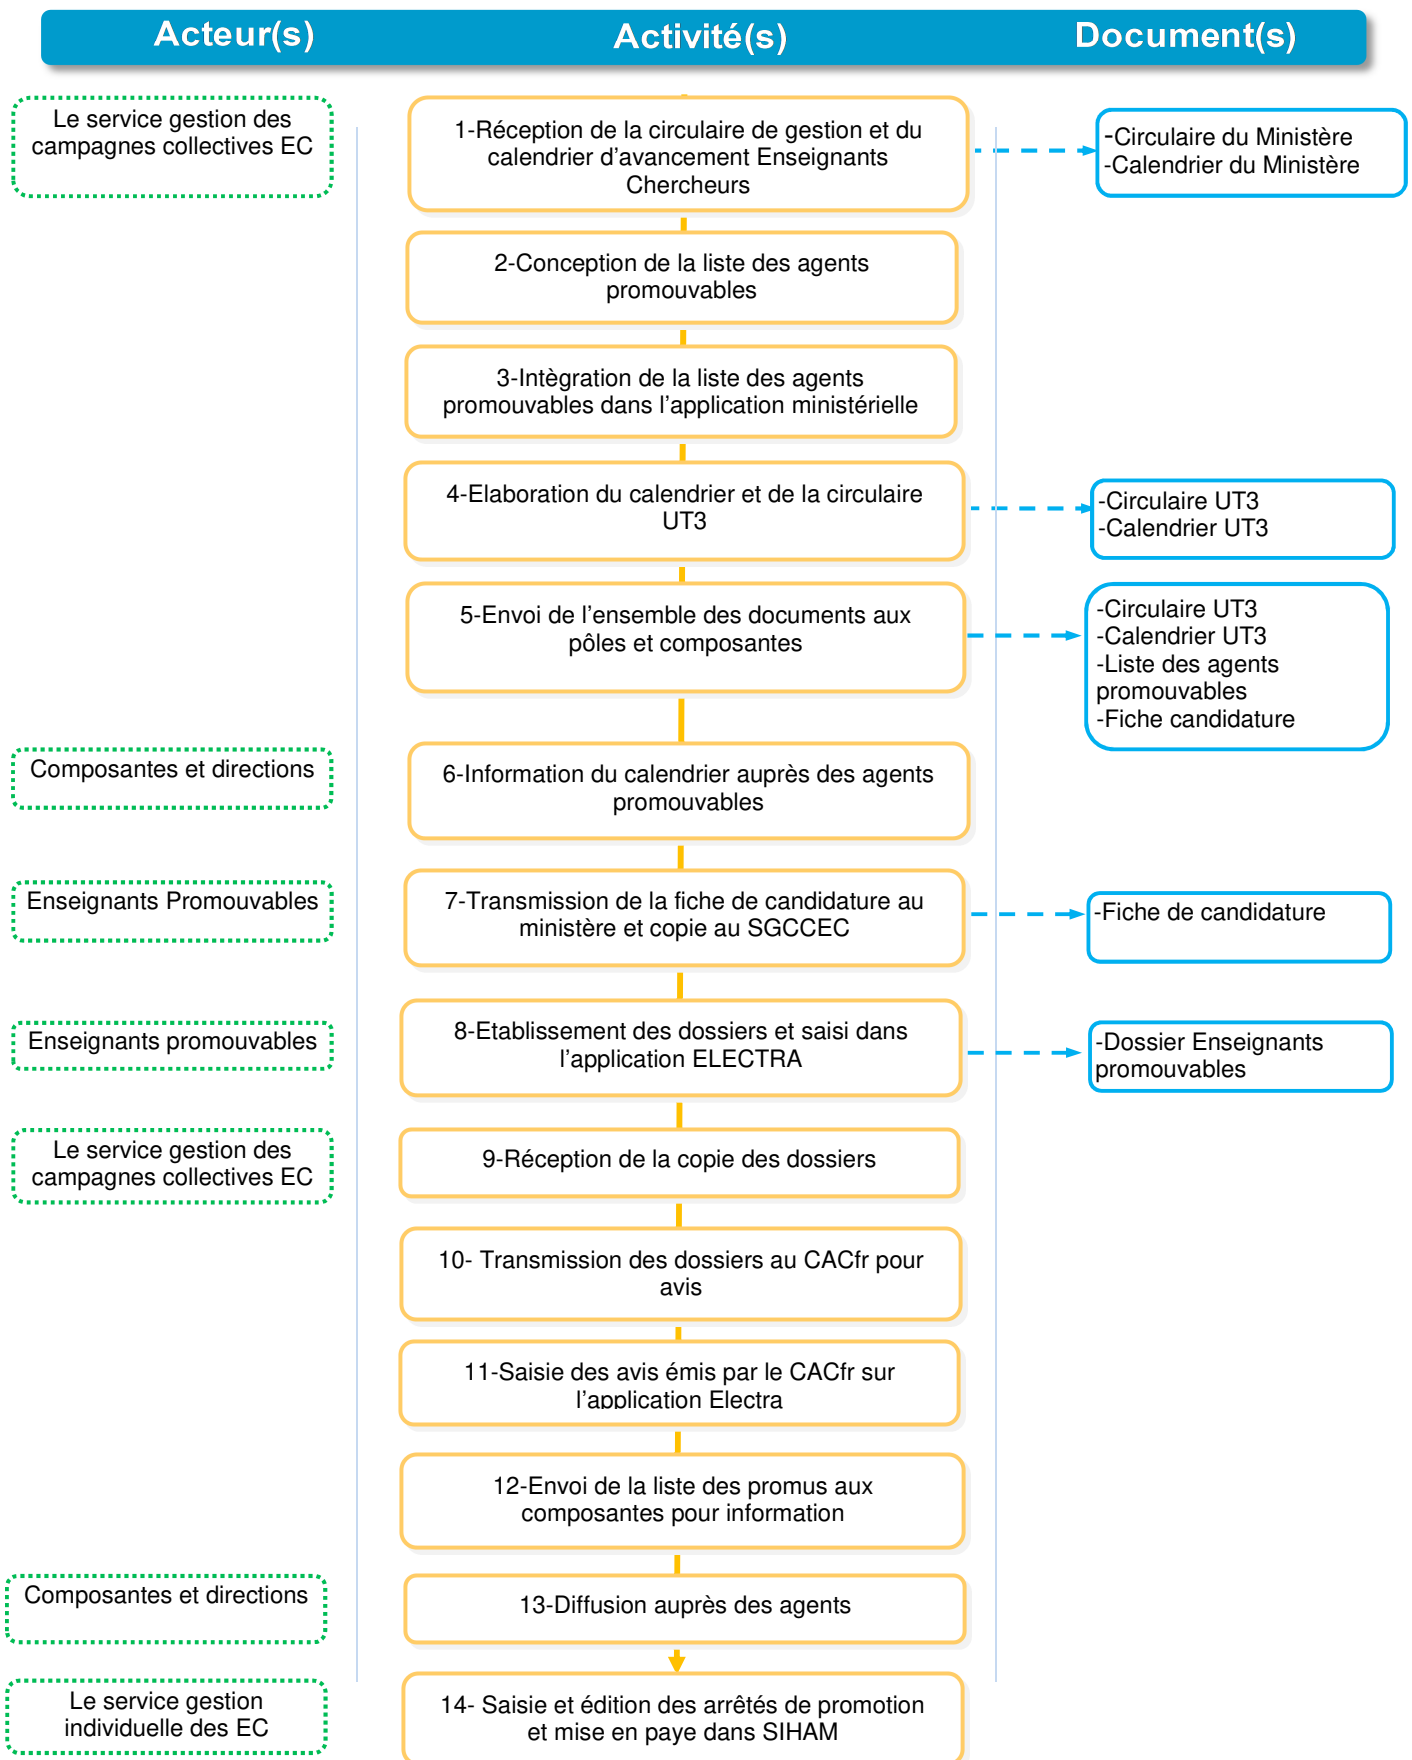 Acteur(s)
Activité(s)
Document(s)
Le service gestion des
campagnes collectives EC
1-Réception de la circulaire de gestion et du
calendrier d’avancement Enseignants
Chercheurs
-Circulaire du Ministère
-Calendrier du Ministère
2-Conception de la liste des agents
promouvables
3-Intègration de la liste des agents
promouvables dans l’application ministérielle
4-Elaboration du calendrier et de la circulaire
UT3
-Circulaire UT3
-Calendrier UT3
5-Envoi de l’ensemble des documents aux
pôles et composantes
-Circulaire UT3
-Calendrier UT3
-Liste des agents
promouvables
-Fiche candidature
Composantes et directions
6-Information du calendrier auprès des agents
promouvables
Enseignants Promouvables
7-Transmission de la fiche de candidature au
ministère et copie au SGCCEC
-Fiche de candidature
Enseignants promouvables
8-Etablissement des dossiers et saisi dans
l’application ELECTRA
-Dossier Enseignants
promouvables
Le service gestion des
campagnes collectives EC
9-Réception de la copie des dossiers
10- Transmission des dossiers au CACfr pour
avis
11-Saisie des avis émis par le CACfr sur
l’application Electra
12-Envoi de la liste des promus aux
composantes pour information
Composantes et directions
13-Diffusion auprès des agents
Le service gestion
individuelle des EC
14- Saisie et édition des arrêtés de promotion
et mise en paye dans SIHAM